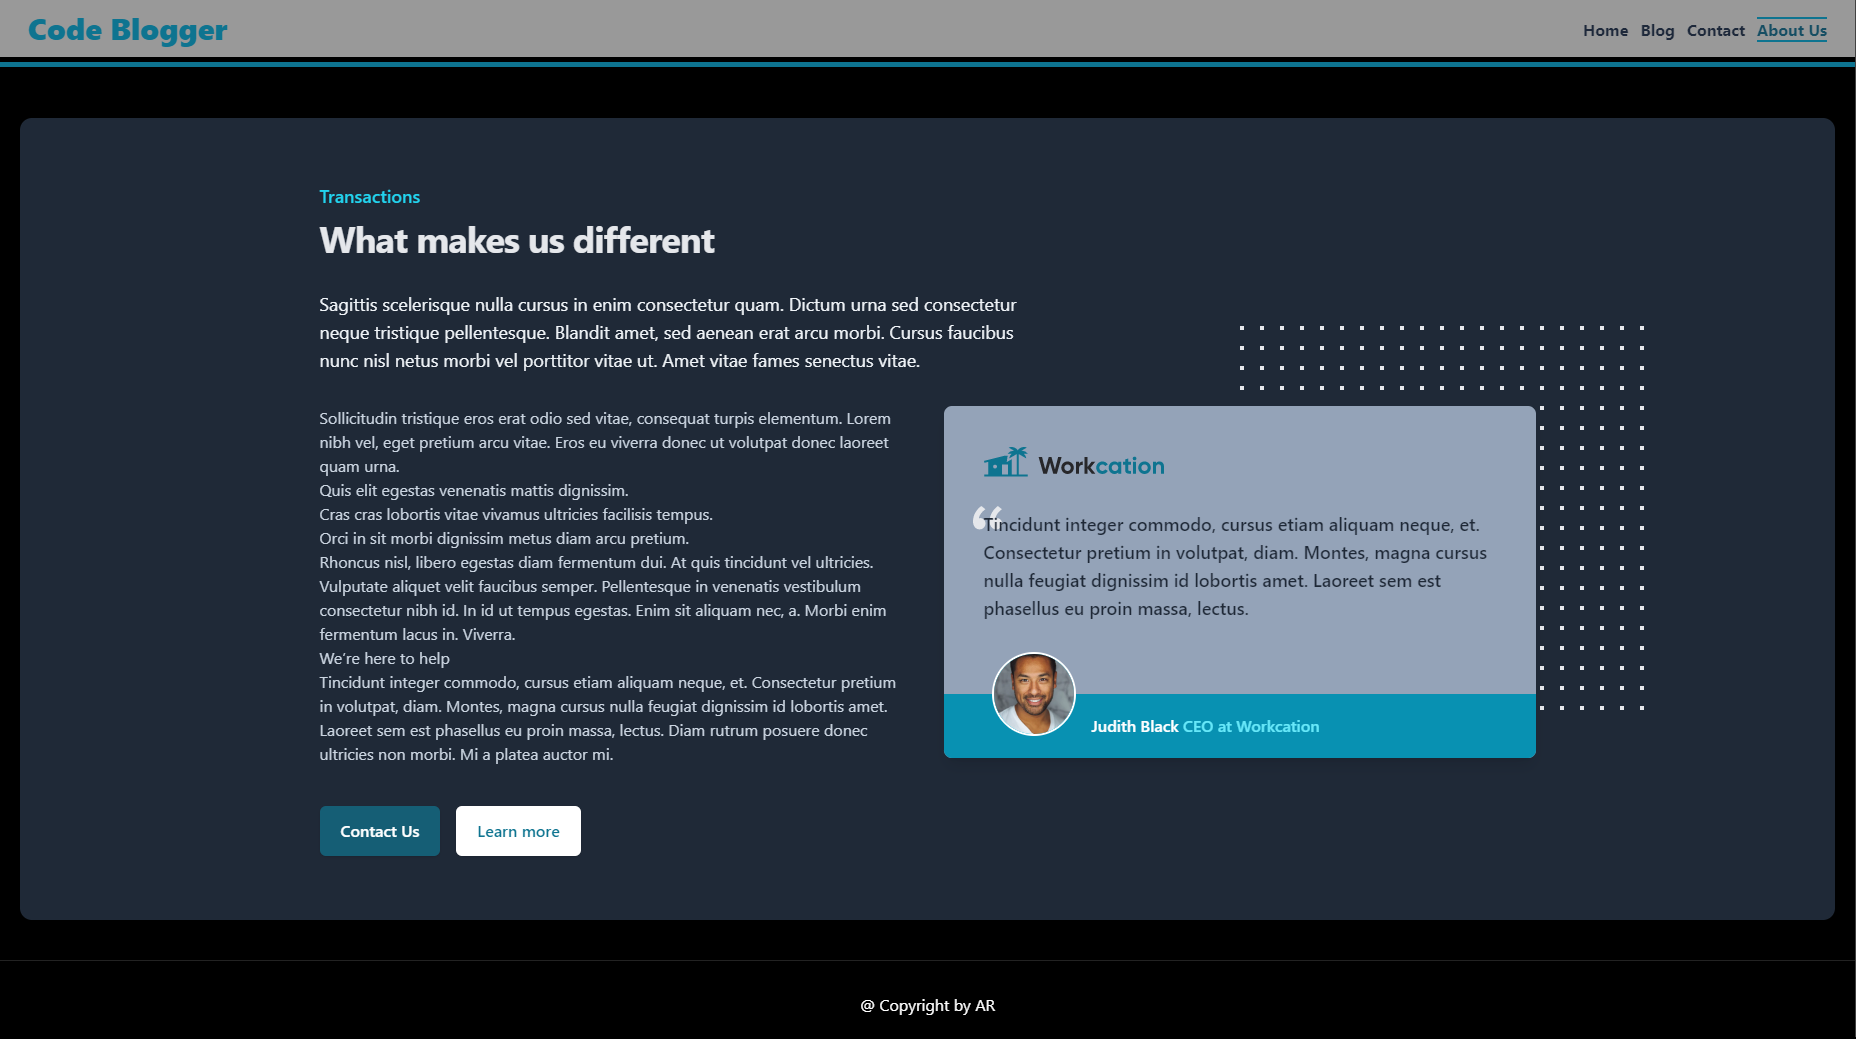 Code Blogger
Home Blog Contact About Us
Transactions
What makes us different
Sagittis scelerisque nulla cursus in enim consectetur quam. Dictum urna sed consectetur
neque tristique pellentesque. Blandit amet, sed aenean erat arcu morbi. Cursus faucibus
nunc nisl netus morbi vel porttitor vitae ut. Amet vitae fames senectus vitae.
Sollicitudin tristique eros erat odio sed vitae, consequat turpis elementum. Lorem
nibh vel, eget pretium arcu vitae. Eros eu viverra donec ut volutpat donec laoreet
quam urna.
Quis elit egestas venenatis mattis dignissim.
Cras cras lobortis vitae vivamus ultricies facilisis tempus.
Orci in sit morbi dignissim metus diam arcu pretium.
Rhoncus nisl, libero egestas diam fermentum dui. At quis tincidunt vel ultricies.
Vulputate aliquet velit faucibus semper. Pellentesque in venenatis vestibulum
consectetur nibh id. In id ut tempus egestas. Enim sit aliquam nec, a. Morbi enim
fermentum lacus in. Viverra.
We’re here to help
Tincidunt integer commodo, cursus etiam aliquam neque, et. Consectetur pretium
in volutpat, diam. Montes, magna cursus nulla feugiat dignissim id lobortis amet.
Laoreet sem est phasellus eu proin massa, lectus. Diam rutrum posuere donec
ultricies non morbi. Mi a platea auctor mi.
Contact Us
Learn more
Workcation
“
Tincidunt integer commodo, cursus etiam aliquam neque, et.
Consectetur pretium in volutpat, diam. Montes, magna cursus
nulla feugiat dignissim id lobortis amet. Laoreet sem est
phasellus eu proin massa, lectus.
Judith Black CEO at Workcation
@ Copyright by AR